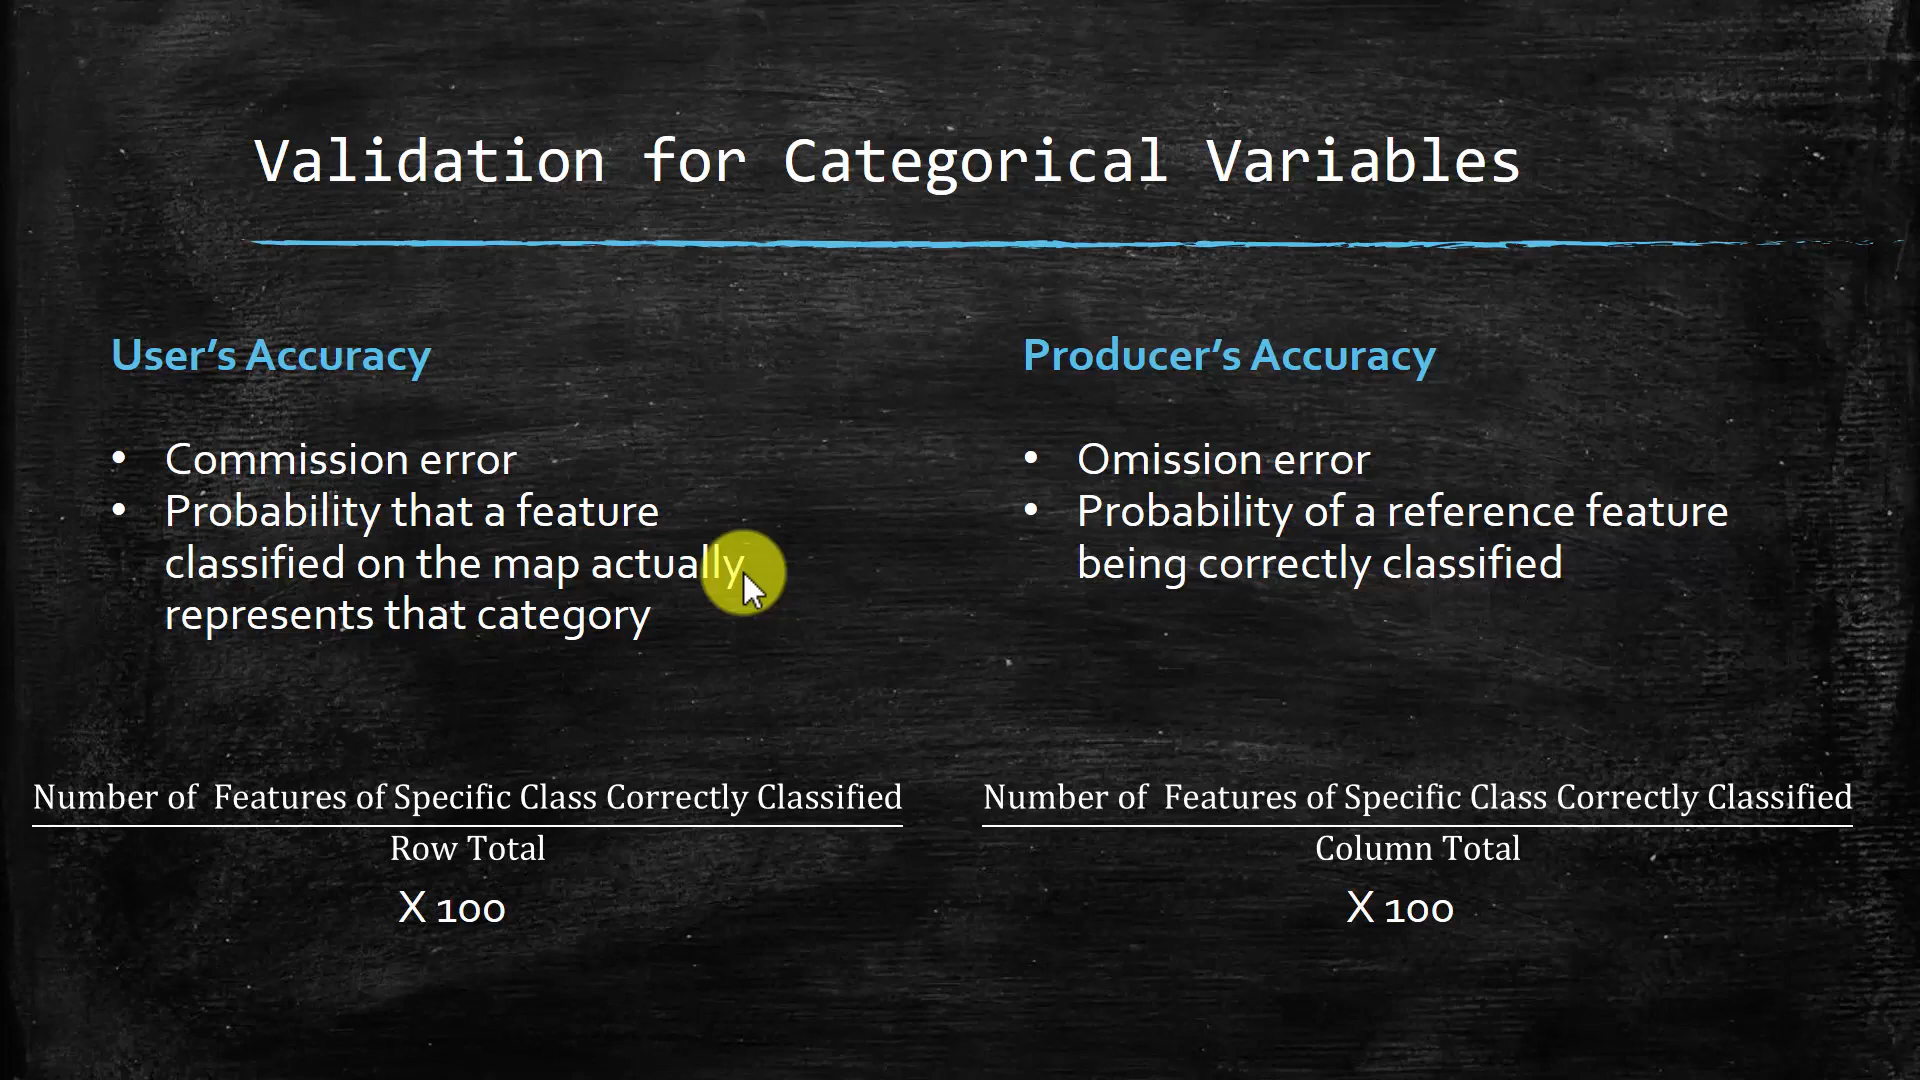 Validation for Categorical Variables
User’s Accuracy
• Commission error
• Probability that a feature
classified on the map actually
represents that category
Number of Features of Specific Class Correctly Classified
Row Total
X 100
Producer’s Accuracy
• Omission error
• Probability of a reference feature
being correctly classified
Number of Features of Specific Class Correctly Classified
Column Total
X 100